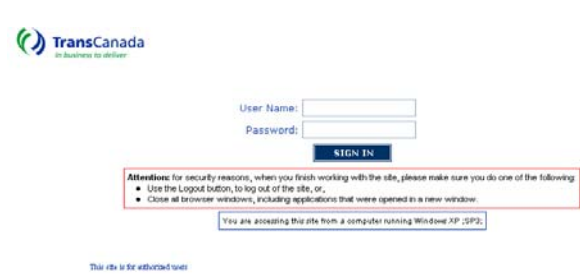 TransCanada
In business to deliver
User Name:
Password:
SIGN IN
Attention: for security reasons, when you finish working with the site, please make sure you do one of the following:
• Use the Logout button, to log out of the site, or,
• Close all browser windows, including applications that were opened in a new window.
You are accessing this site from a computer running Windows XP ;SP3;
This site is for authorized users